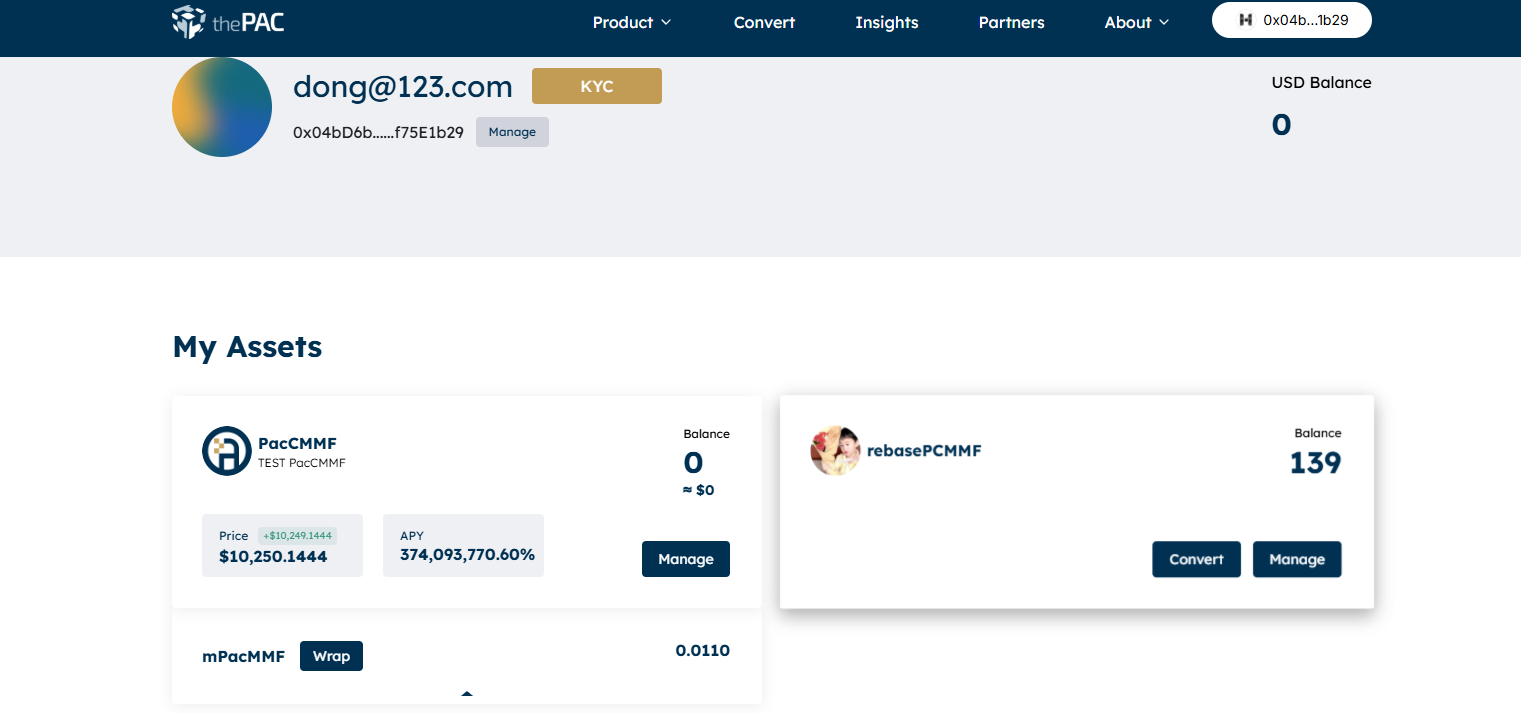 thePAC
Product
Convert
Insights
Partners
About
0x04b...1b29
dong@123.com
KYC
0x04bD6b......f75E1b29
Manage
USD Balance
0
My Assets
PacCMMF
TEST PacCMMF
Balance
0
≈ $0
Price +$10,249.1444
$10,250.1444
APY
374,093,770.60%
Manage
mPacMMF
Wrap
0.0110
rebasePCMMF
Balance
139
Convert
Manage